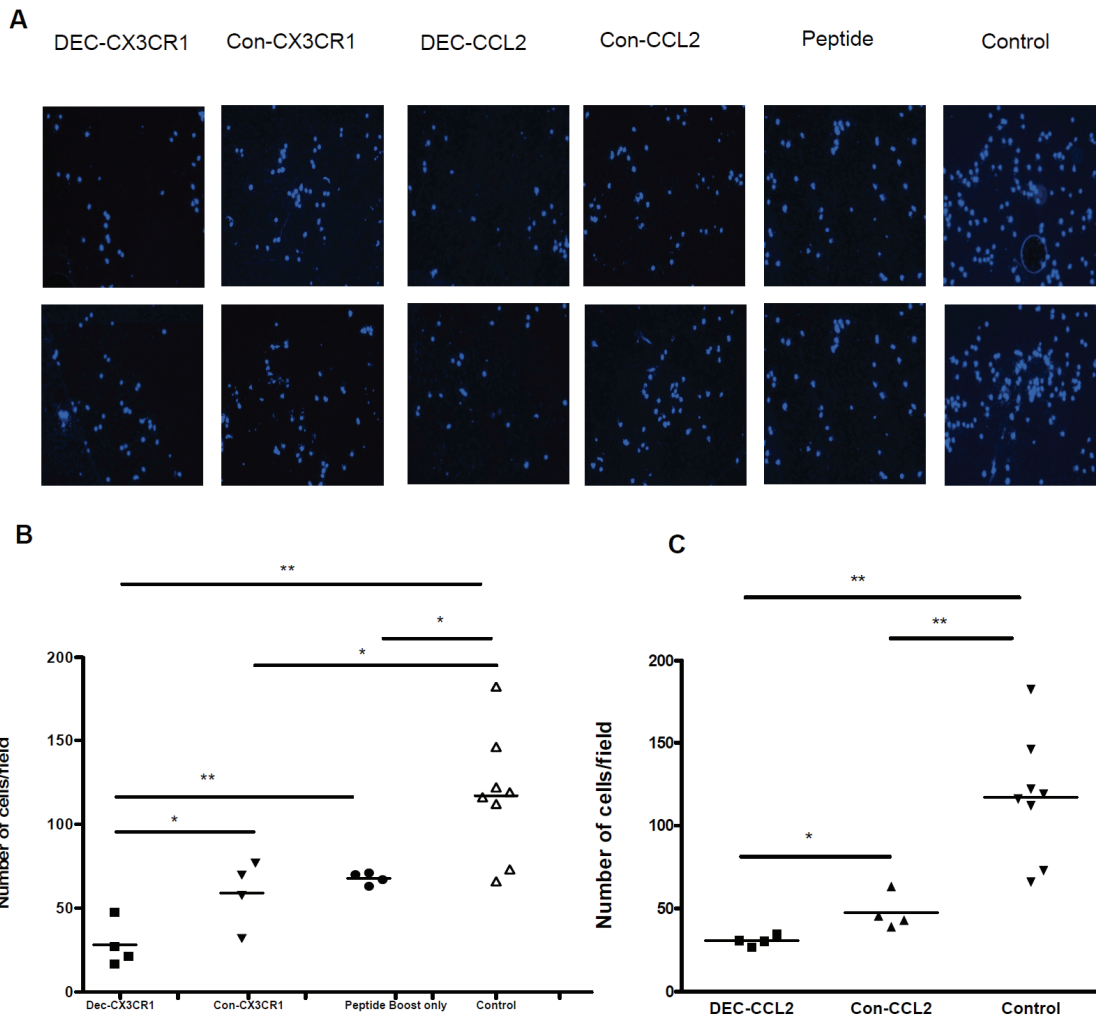 A
DEC-CX3CR1 Con-CX3CR1 DEC-CCL2 Con-CCL2 Peptide Control
B
**
*
*
200
150
100
50
0
Number of cells/field
**
*
Dec-CX3CR1 Con-CX3CR1 Peptide Boost only Control
C
**
**
200
150
100
50
0
Number of cells/field
*
DEC-CCL2 Con-CCL2 Control